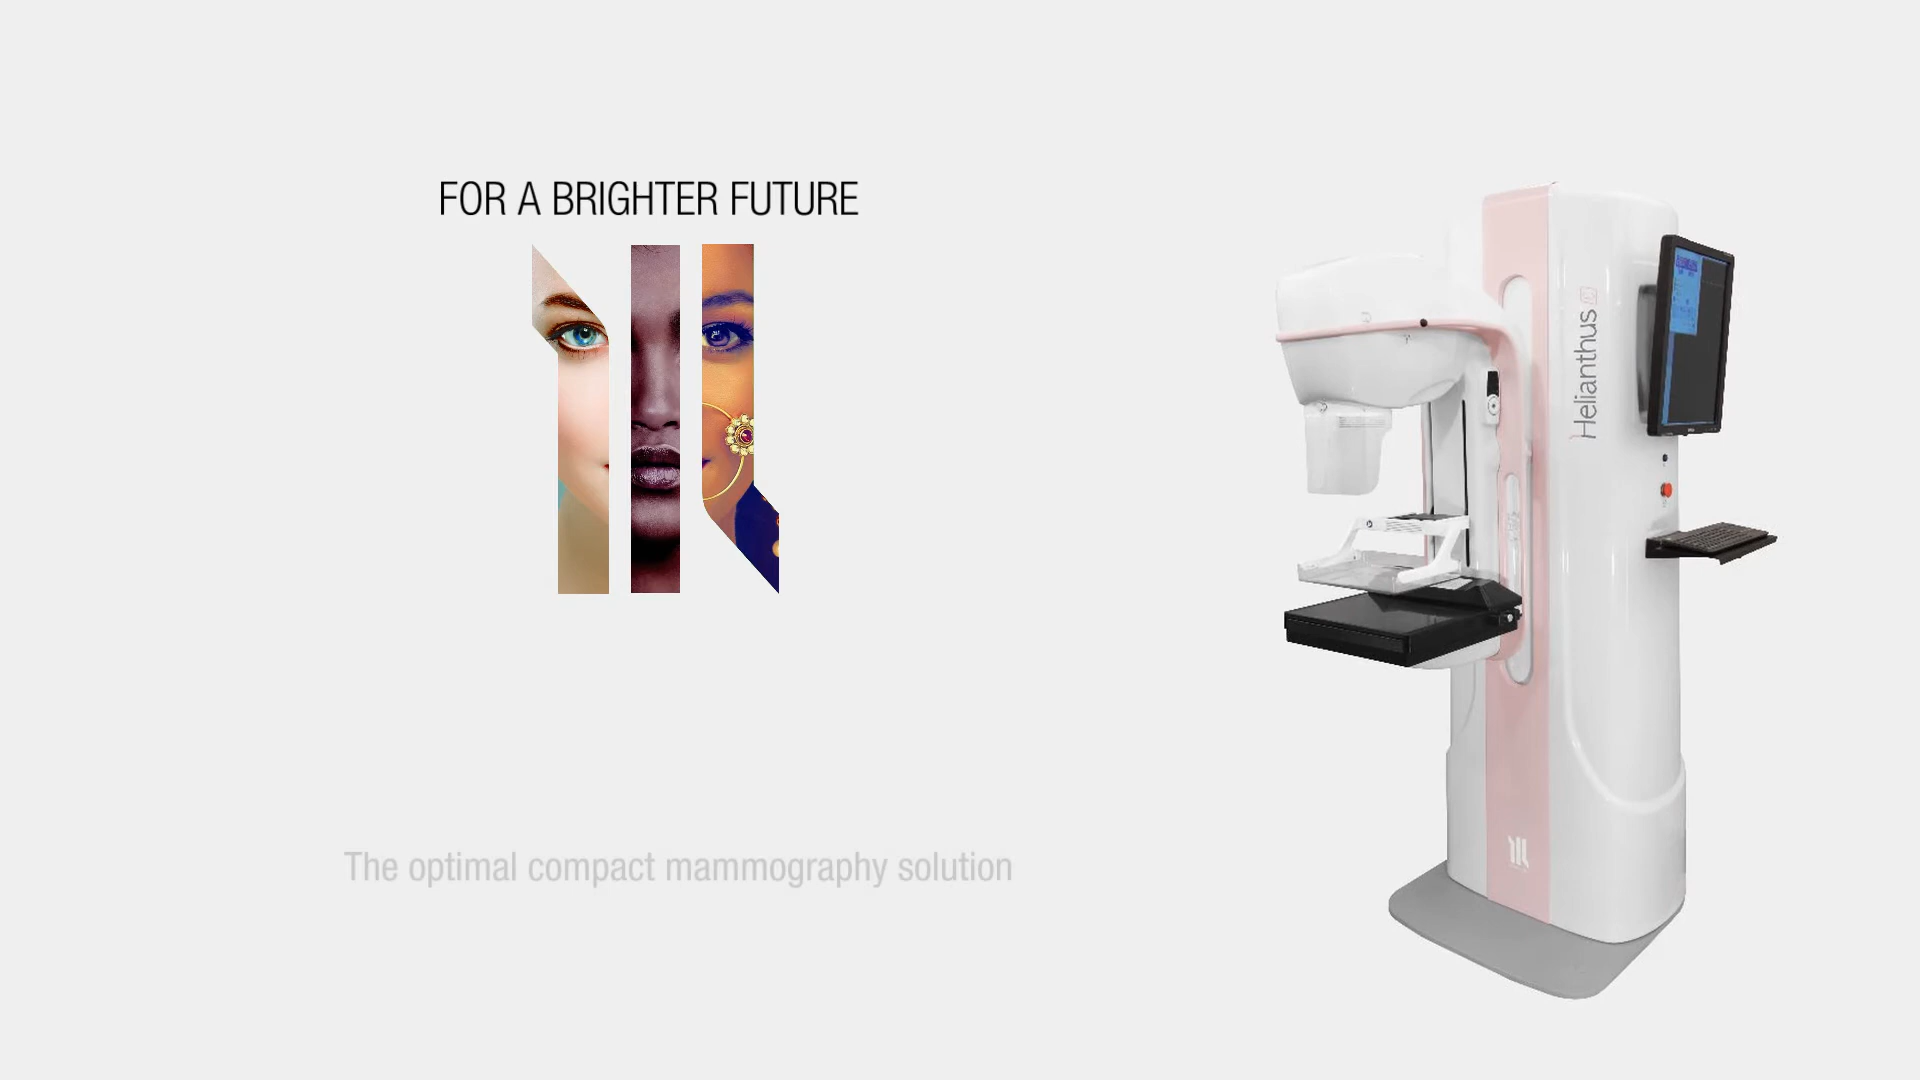 FOR A BRIGHTER FUTURE
Helianthus
The optimal compact mammography solution